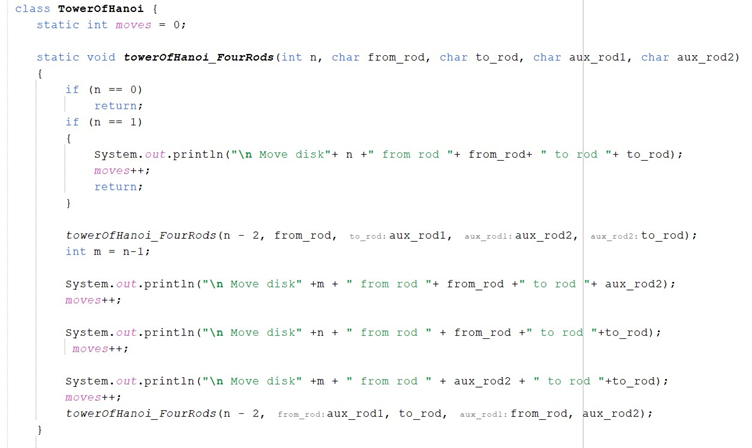 class TowerOfHanoi {
static int moves = 0;
static void towerOfHanoi_FourRods(int n, char from_rod, char to_rod, char aux_rod1, char aux_rod2)
{
if (n == 0)
return;
if (n == 1)
{
System.out.println("\n Move disk"+ n +" from rod "+ from_rod+ " to rod "+ to_rod);
moves++;
return;
}
towerOfHanoi_FourRods(n - 2, from_rod, to_rod: aux_rod1, aux_rod1: aux_rod2, aux_rod2: to_rod);
int m = n-1;
System.out.println("\n Move disk" +m + " from rod "+ from_rod +" to rod "+ aux_rod2);
moves++;
System.out.println("\n Move disk" +n + " from rod " + from_rod +" to rod "+to_rod);
moves++;
System.out.println("\n Move disk" +m + " from rod " + aux_rod2 + " to rod "+to_rod);
moves++;
towerOfHanoi_FourRods(n - 2, from_rod: aux_rod1, to_rod, aux_rod1: from_rod, aux_rod2);
}